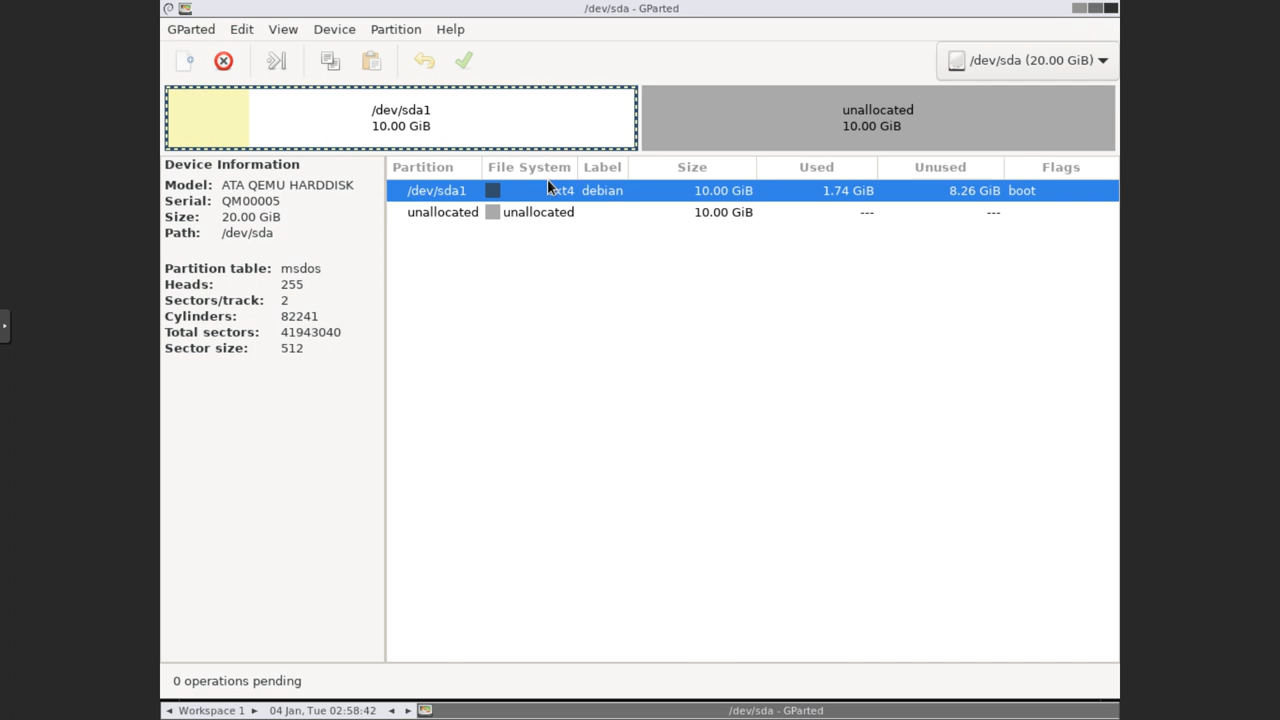 /dev/sda - GParted
GParted Edit View Device Partition Help
/dev/sda (20.00 GiB)
/dev/sda1
10.00 GiB
unallocated
10.00 GiB
Device Information
Model: ATA QEMU HARDDISK
Serial: QM00005
Size: 20.00 GiB
Path: /dev/sda
Partition table: msdos
Heads: 255
Sectors/track: 2
Cylinders: 82241
Total sectors: 41943040
Sector size: 512
Partition File System Label Size Used Unused Flags
/dev/sda1 ext4 debian 10.00 GiB 1.74 GiB 8.26 GiB boot
unallocated unallocated 10.00 GiB --- ---
0 operations pending
Workspace 1 04 Jan, Tue 02:58:42 /dev/sda - GParted